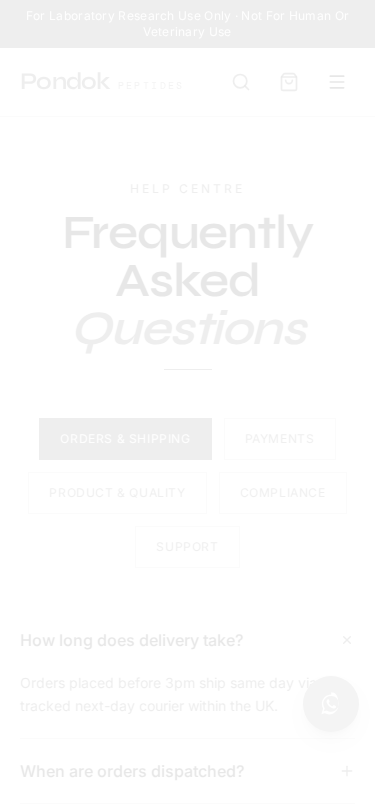 For Laboratory Research Use Only · Not For Human Or
Veterinary Use
Pondok PEPTIDES
HELP CENTRE
Frequently
Asked
Questions
ORDERS & SHIPPING
PAYMENTS
PRODUCT & QUALITY
COMPLIANCE
SUPPORT
How long does delivery take?
Orders placed before 3pm ship same day
tracked next-day courier within the UK.
When are orders dispatched?